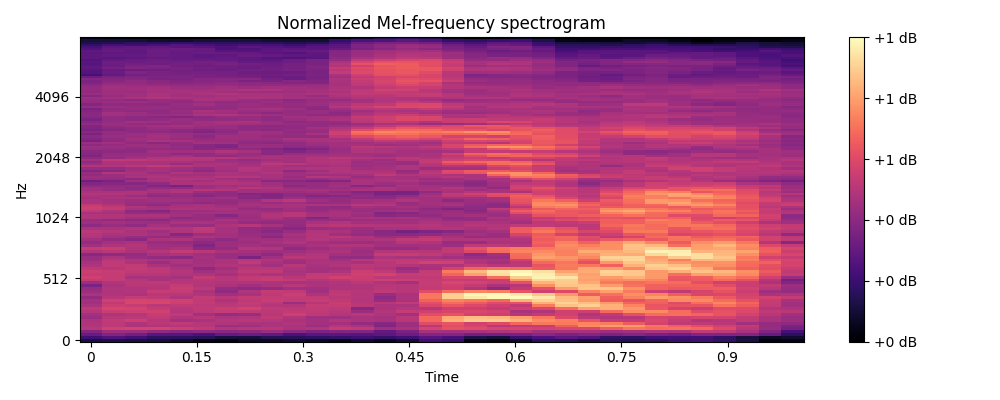 Normalized Mel-frequency spectrogram
Hz
4096
2048
1024
512
0
0 0.15 0.3 0.45 0.6 0.75 0.9
Time
+1 dB
+1 dB
+1 dB
+0 dB
+0 dB
+0 dB